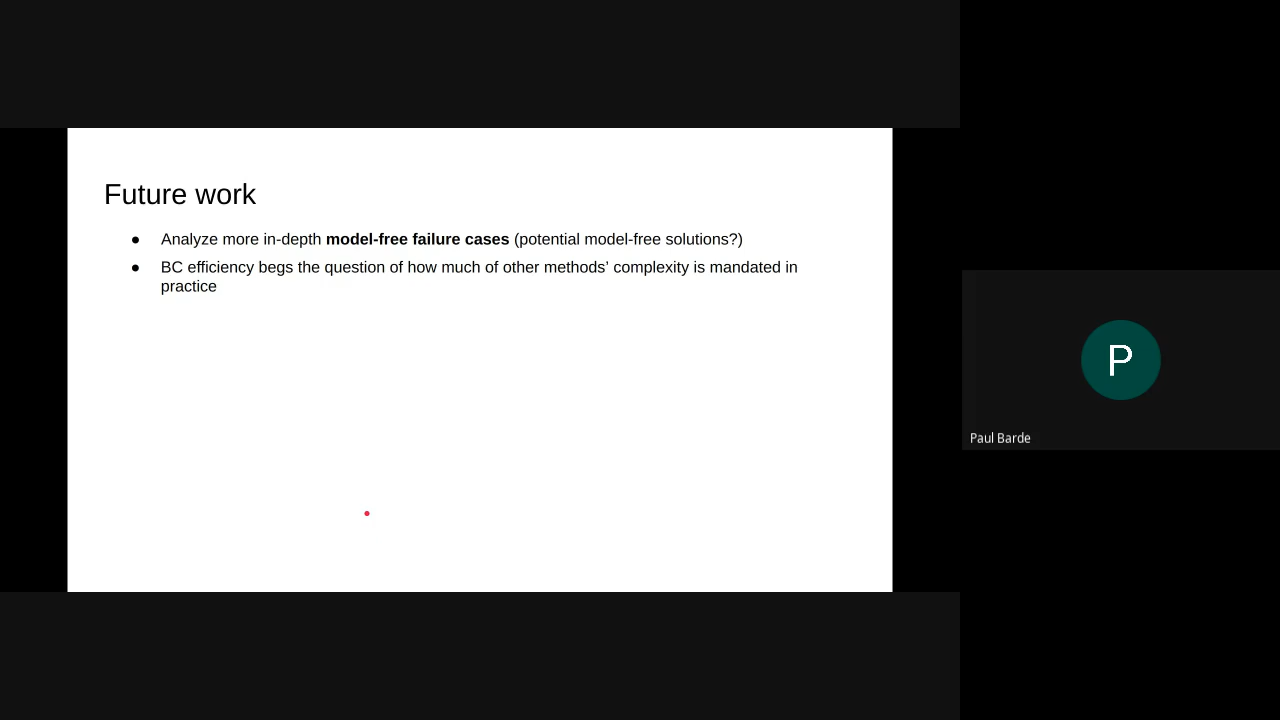 Future work
● Analyze more in-depth model-free failure cases (potential model-free solutions?)
● BC efficiency begs the question of how much of other methods’ complexity is mandated in
practice
P
Paul Barde